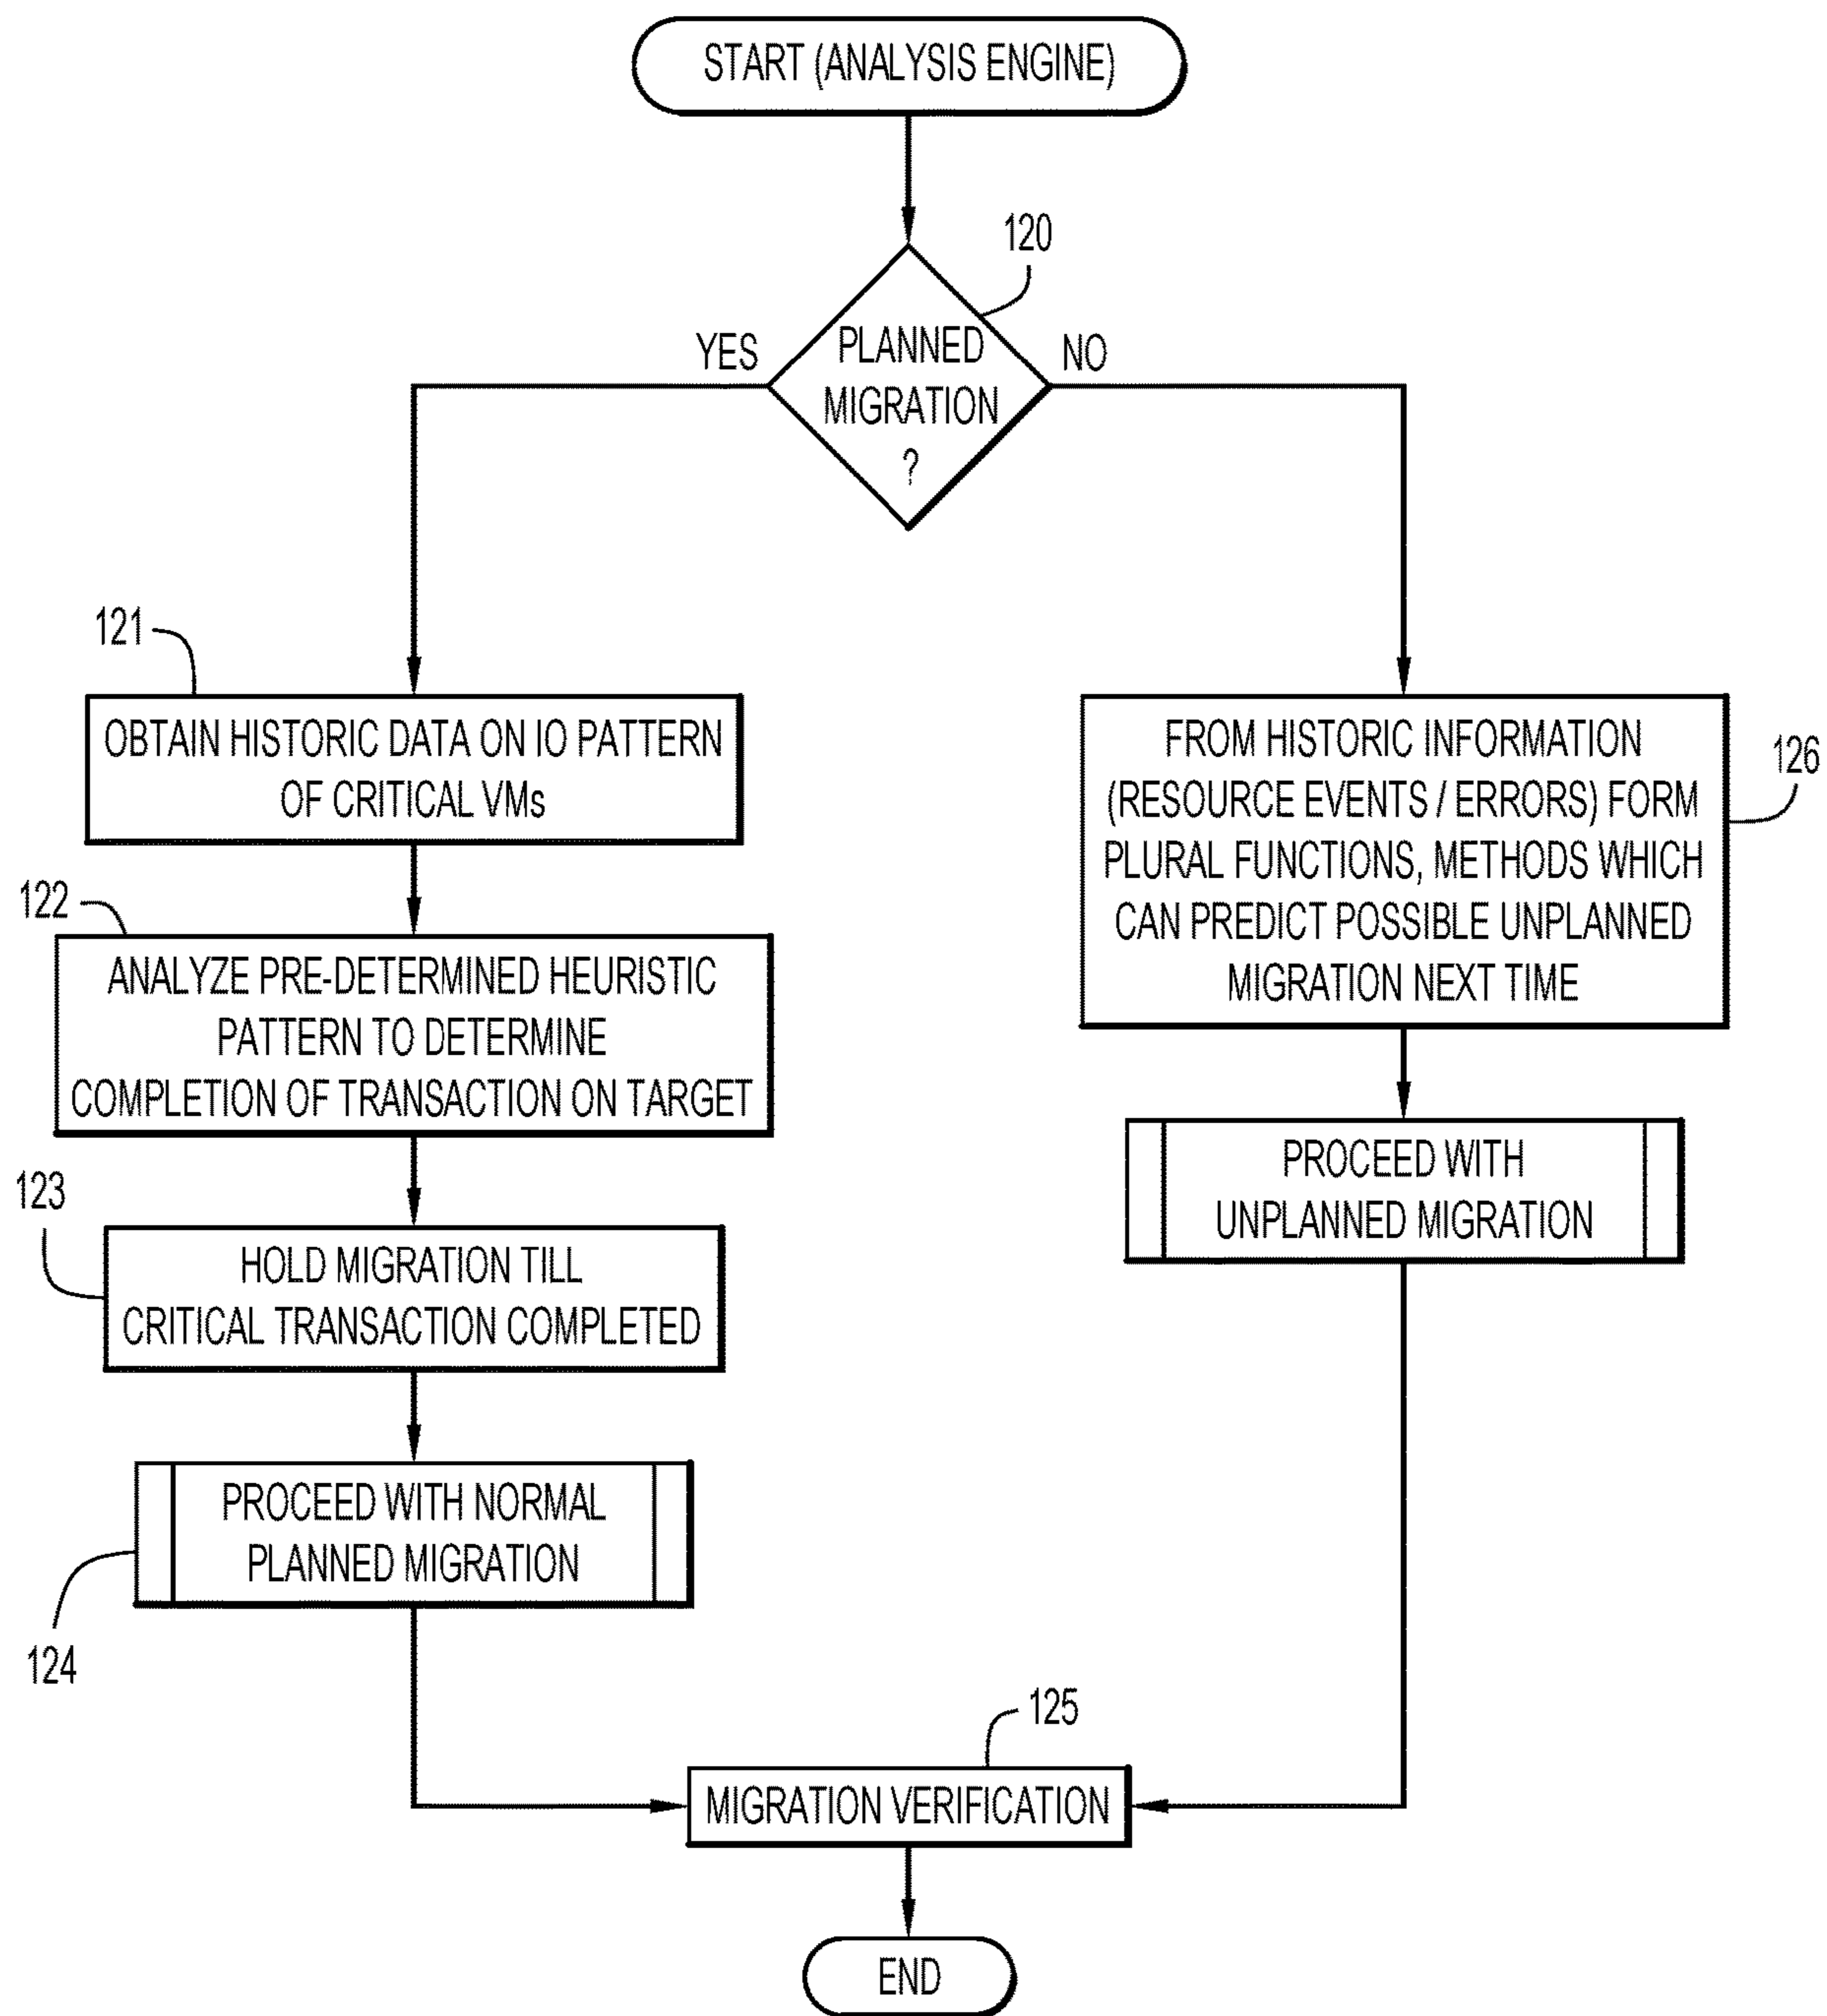 START (ANALYSIS ENGINE)
120
YES
PLANNED
MIGRATION
?
NO
121
OBTAIN HISTORIC DATA ON IO PATTERN
OF CRITICAL VMs
122
ANALYZE PRE-DETERMINED HEURISTIC
PATTERN TO DETERMINE
COMPLETION OF TRANSACTION ON TARGET
123
HOLD MIGRATION TILL
CRITICAL TRANSACTION COMPLETED
PROCEED WITH NORMAL
PLANNED MIGRATION
124
FROM HISTORIC INFORMATION
(RESOURCE EVENTS / ERRORS) FORM
PLURAL FUNCTIONS, METHODS WHICH
CAN PREDICT POSSIBLE UNPLANNED
MIGRATION NEXT TIME
126
PROCEED WITH
UNPLANNED MIGRATION
125
MIGRATION VERIFICATION
END